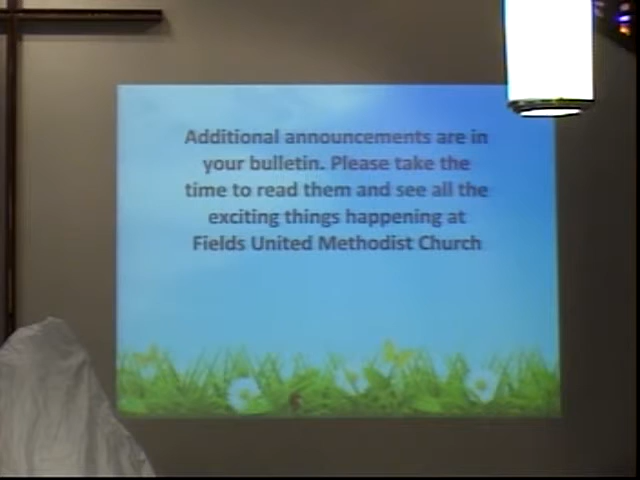 Additional announcements are in
your bulletin. Please take the
time to read them and see all the
exciting things happening at
Fields United Methodist Church